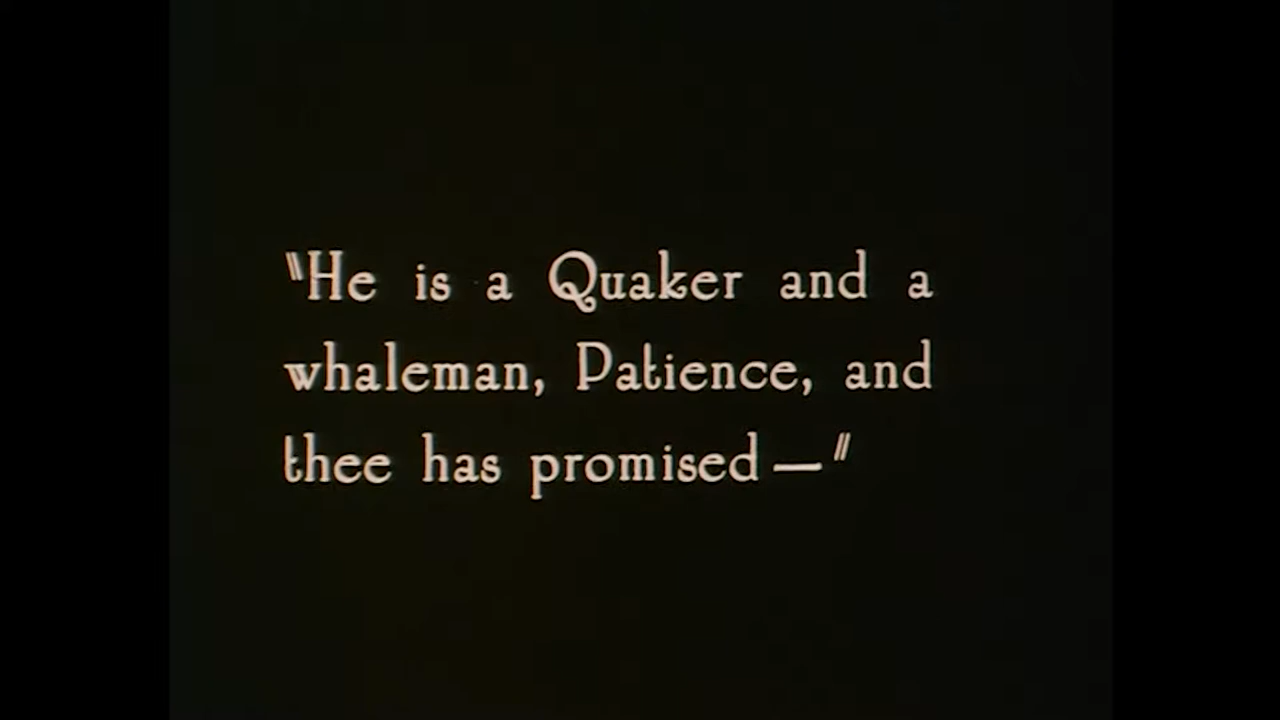 "He is a Quaker and a
whaleman, Patience, and
thee has promised—"